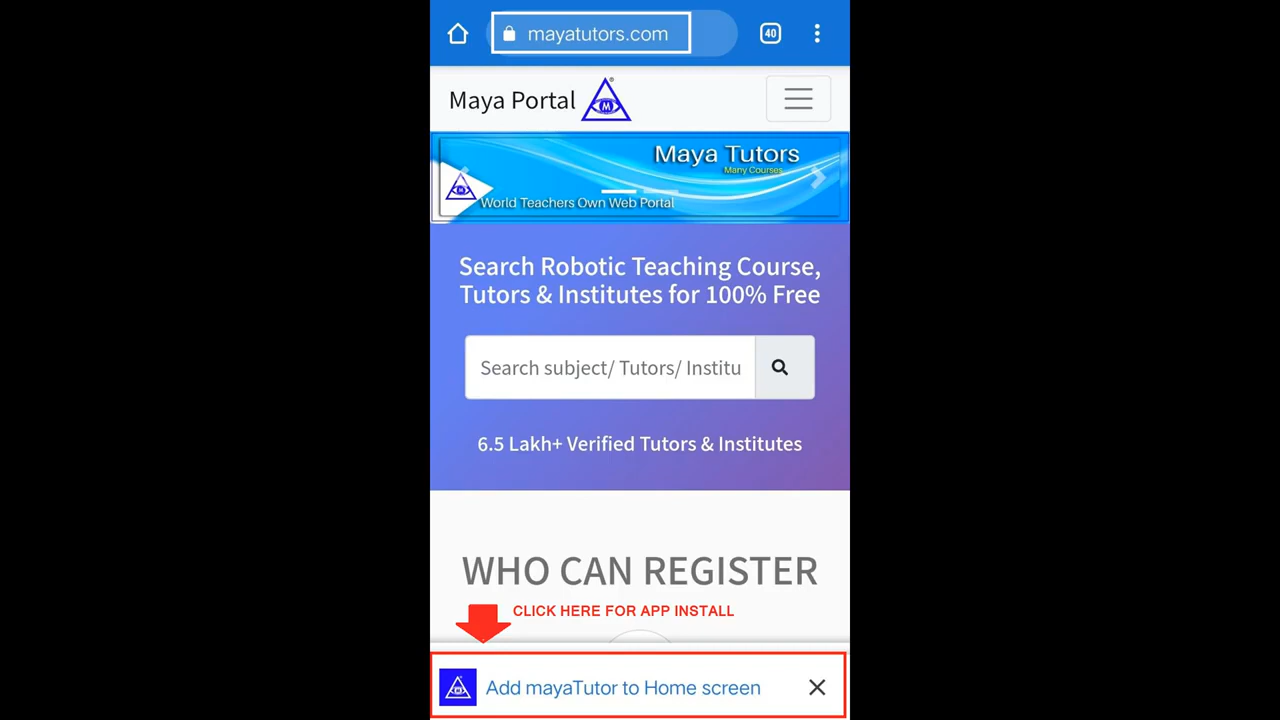 mayatutors.com
40
Maya Portal
M
Maya Tutors
Many Courses
World Teachers Own Web Portal
Search Robotic Teaching Course,
Tutors & Institutes for 100% Free
Search subject/ Tutors/ Institu
6.5 Lakh+ Verified Tutors & Institutes
WHO CAN REGISTER
CLICK HERE FOR APP INSTALL
Add mayaTutor to Home screen